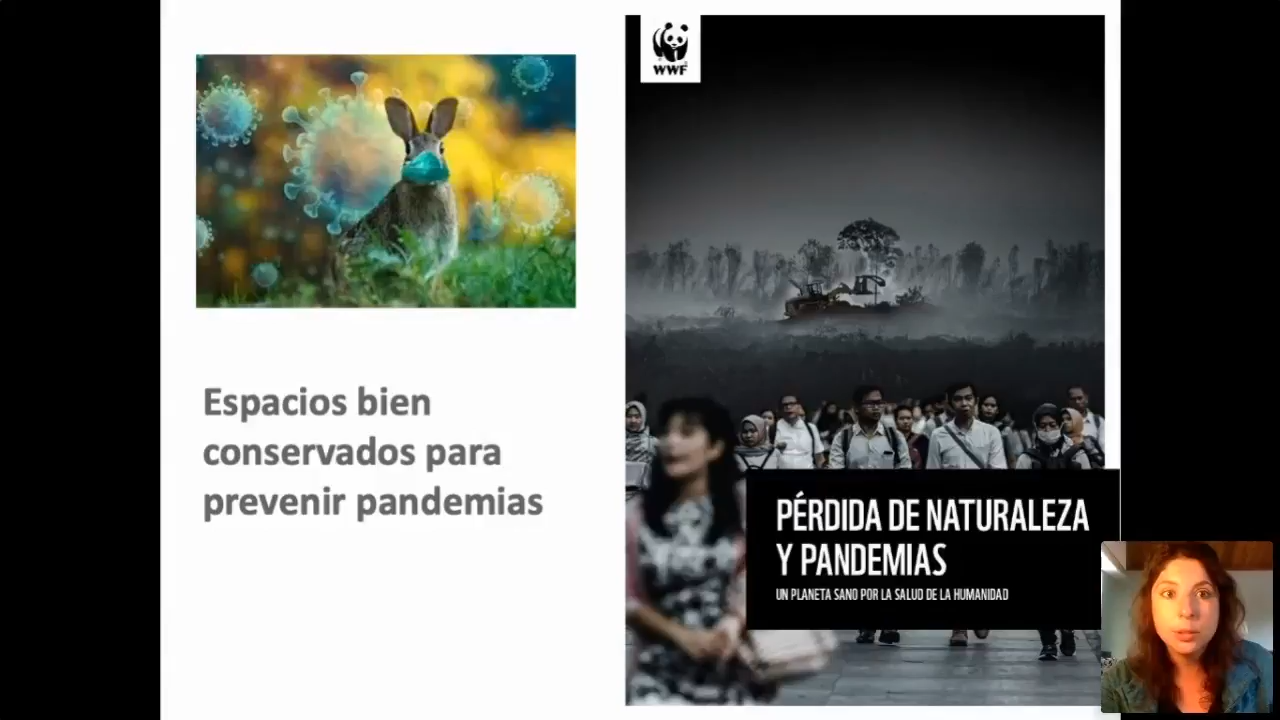 Espacios bien
conservados para
prevenir pandemias
WWF
PÉRDIDA DE NATURALEZA
Y PANDEMIAS
UN PLANETA SANO POR LA SALUD DE LA HUMANIDAD